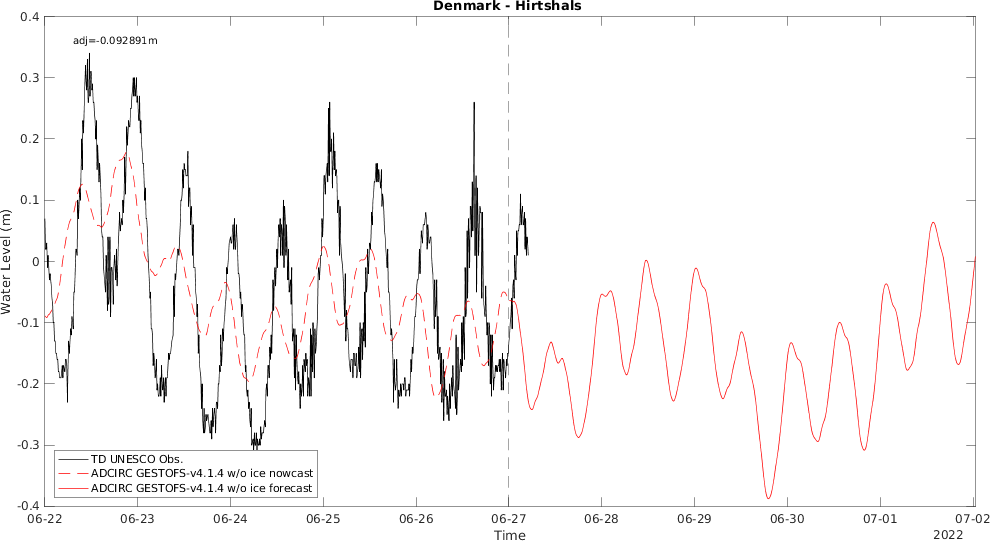 Denmark - Hirtshals
adj=-0.092891m
Water Level (m)
0.4
0.3
0.2
0.1
0
-0.1
-0.2
-0.3
-0.4
TD UNESCO Obs.
ADCIRC GESTOFS-v4.1.4 w/o ice nowcast
ADCIRC GESTOFS-v4.1.4 w/o ice forecast
06-22 06-23 06-24 06-25 06-26 06-27 06-28 06-29 06-30 07-01 07-02
Time
2022